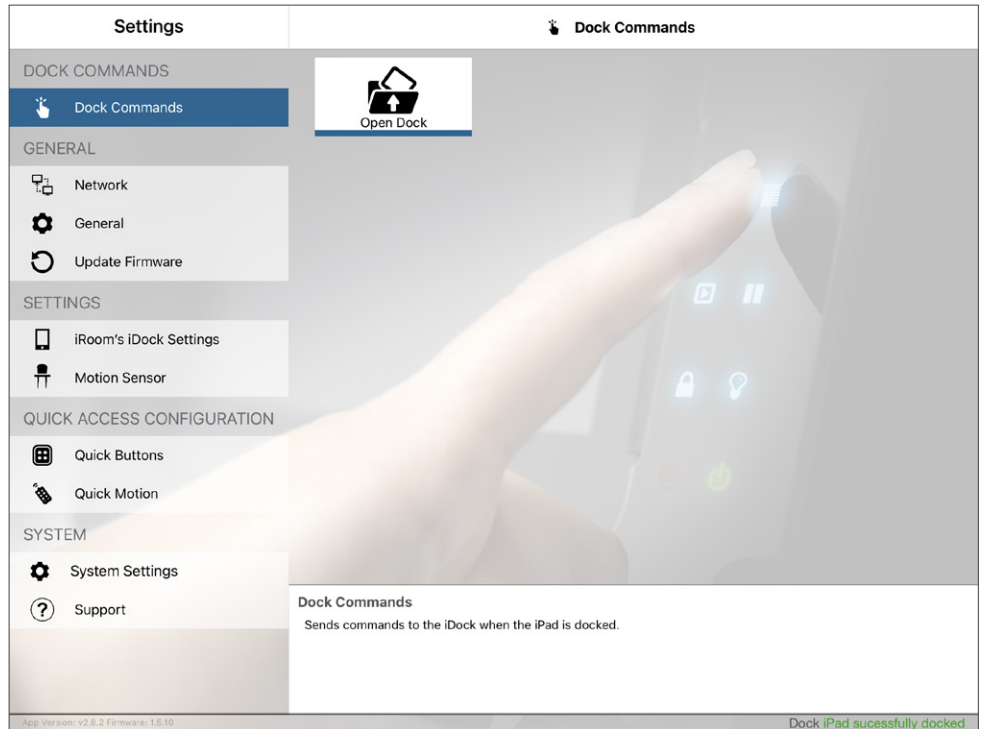 Settings
Dock Commands
DOCK COMMANDS
Dock Commands
GENERAL
Network
General
Update Firmware
SETTINGS
iRoom's iDock Settings
Motion Sensor
QUICK ACCESS CONFIGURATION
Quick Buttons
Quick Motion
SYSTEM
System Settings
? Support
Open Dock
Dock Commands
Sends commands to the iDock when the iPad is docked.
App Version: v2.8.2 Firmware: 1.5.10
Dock iPad sucessfully docked